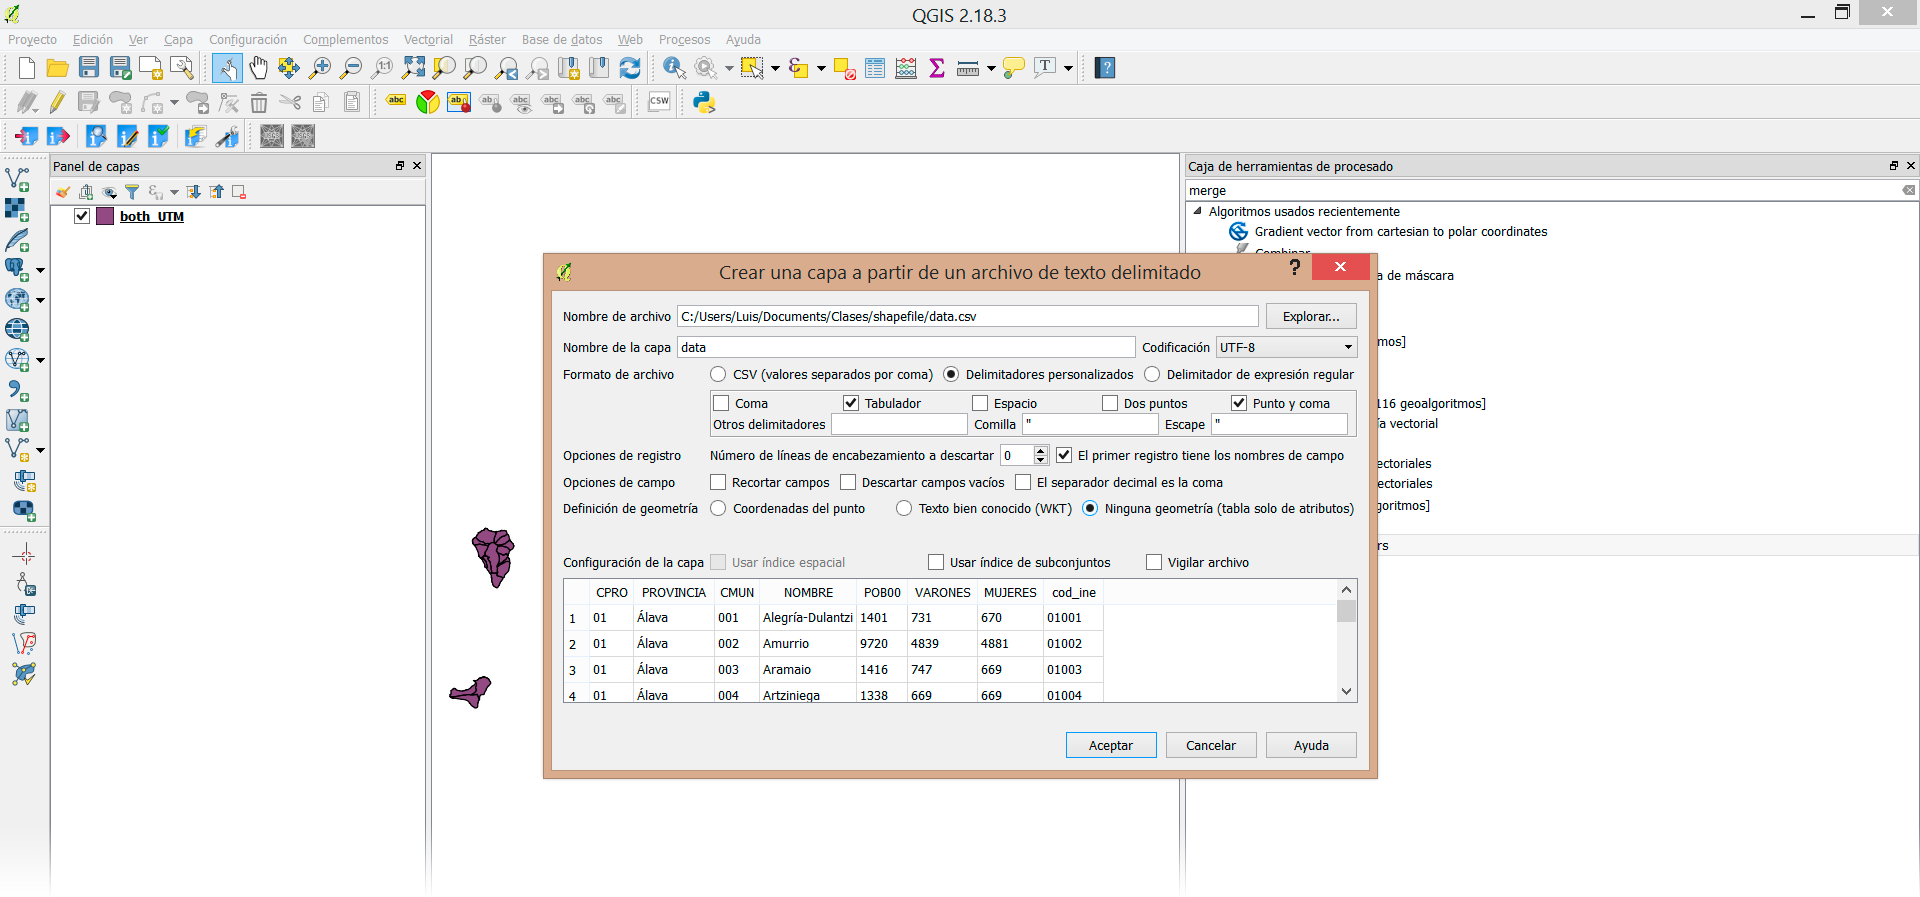 QGIS 2.18.3
Proyecto Edición Ver Capa Configuración Complementos Vectorial Ráster Base de datos Web Procesos Ayuda
1:1
T
?
abc abc abc abc abc abc abc CSW
Panel de capas
both_UTM
Caja de herramientas de procesado
merge
Algoritmos usados recientemente
Gradient vector from cartesian to polar coordinates
Combinar
a de máscara
mos]
116 geoalgoritmos]
ía vectorial
ectoriales
ectoriales
goritmos]
rs
Crear una capa a partir de un archivo de texto delimitado
?
Nombre de archivo C:/Users/Luis/Documents/Clases/shapefile/data.csv Explorar...
Nombre de la capa data Codificación UTF-8
Formato de archivo CSV (valores separados por coma) Delimitadores personalizados Delimitador de expresión regular
Coma Tabulador Espacio Dos puntos Punto y coma
Otros delimitadores Comilla " Escape "
Opciones de registro Número de líneas de encabezamiento a descartar 0 El primer registro tiene los nombres de campo
Opciones de campo Recortar campos Descartar campos vacíos El separador decimal es la coma
Definición de geometría Coordenadas del punto Texto bien conocido (WKT) Ninguna geometría (tabla solo de atributos)
Configuración de la capa Usar índice espacial Usar índice de subconjuntos Vigilar archivo
CPRO PROVINCIA CMUN NOMBRE POB00 VARONES MUJERES cod_ine
1 01 Álava 001 Alegría-Dulantzi 1401 731 670 01001
2 01 Álava 002 Amurrio 9720 4839 4881 01002
3 01 Álava 003 Aramaio 1416 747 669 01003
4 01 Álava 004 Artziniega 1338 669 669 01004
Aceptar Cancelar Ayuda